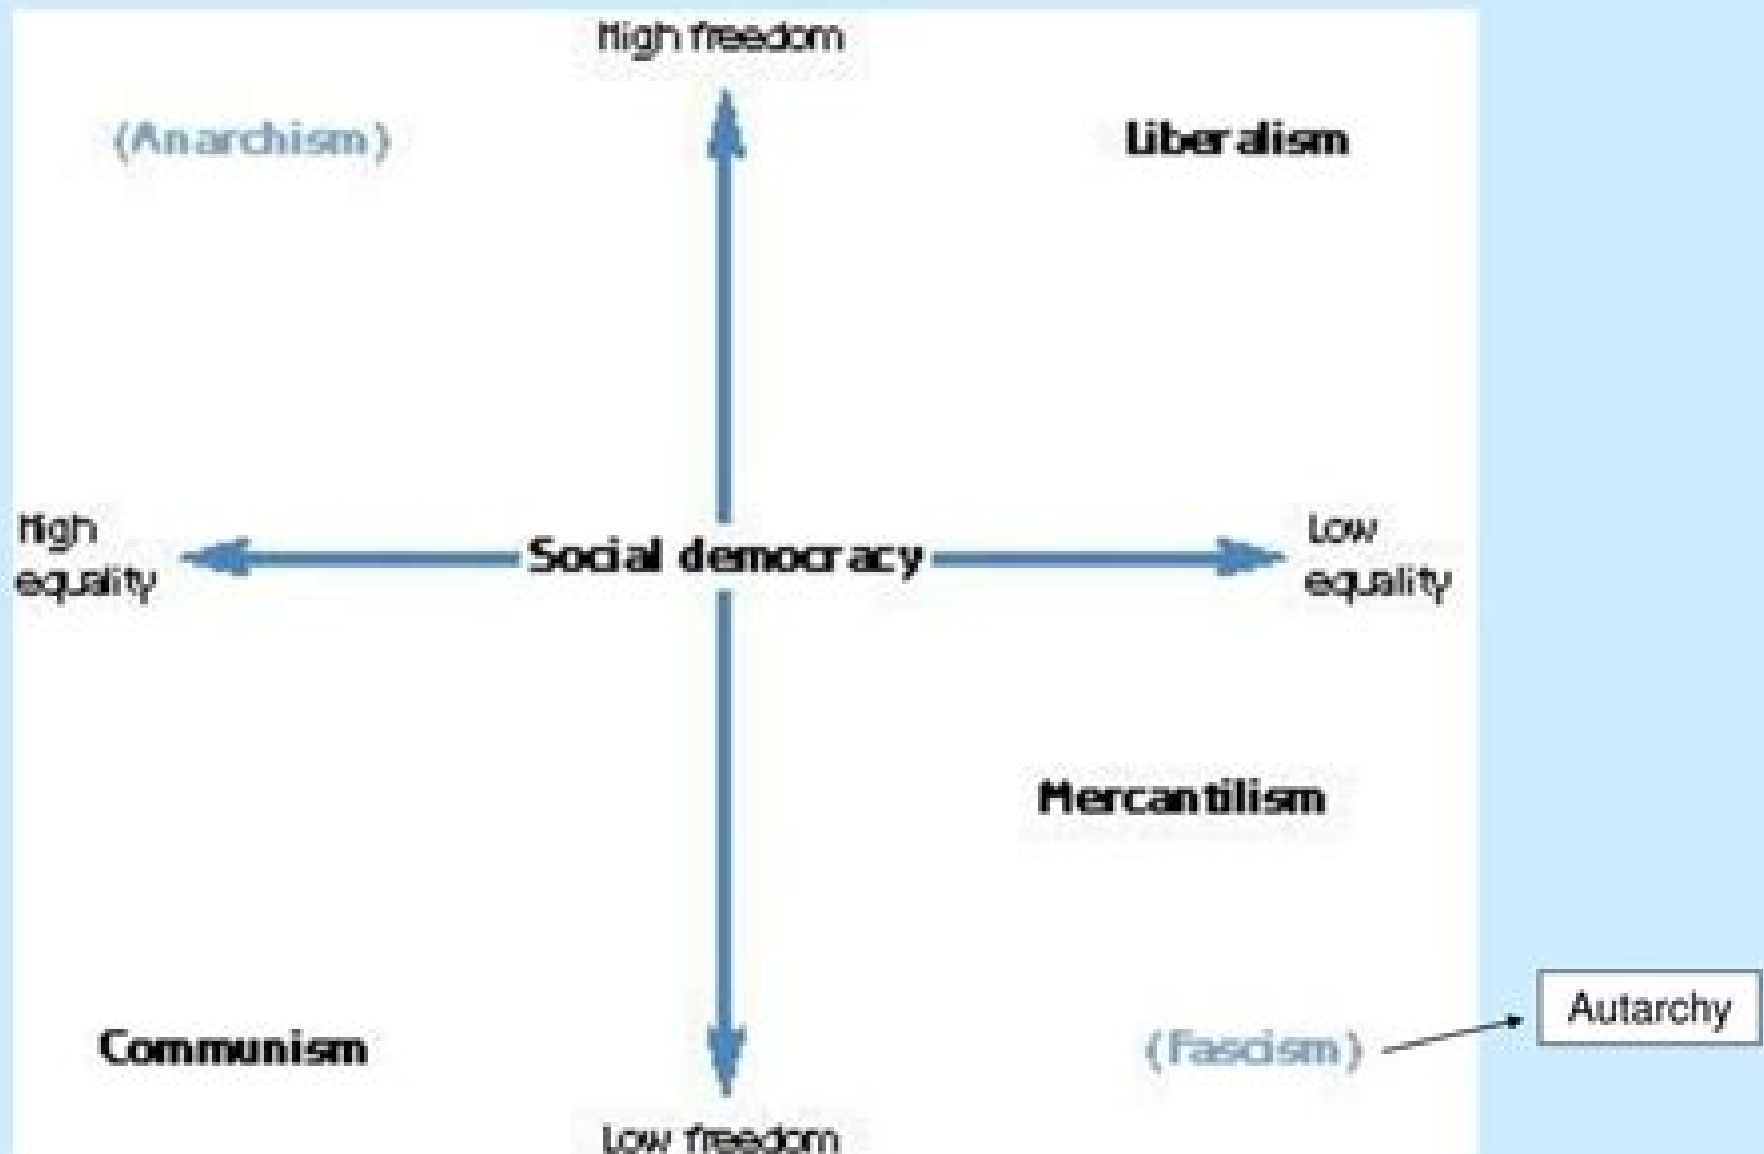 High freedom
(Anarchism)
Liberalism
High
equality
Social democracy
Low
equality
Mercantilism
Communism
(Fascism)
Autarchy
Low freedom